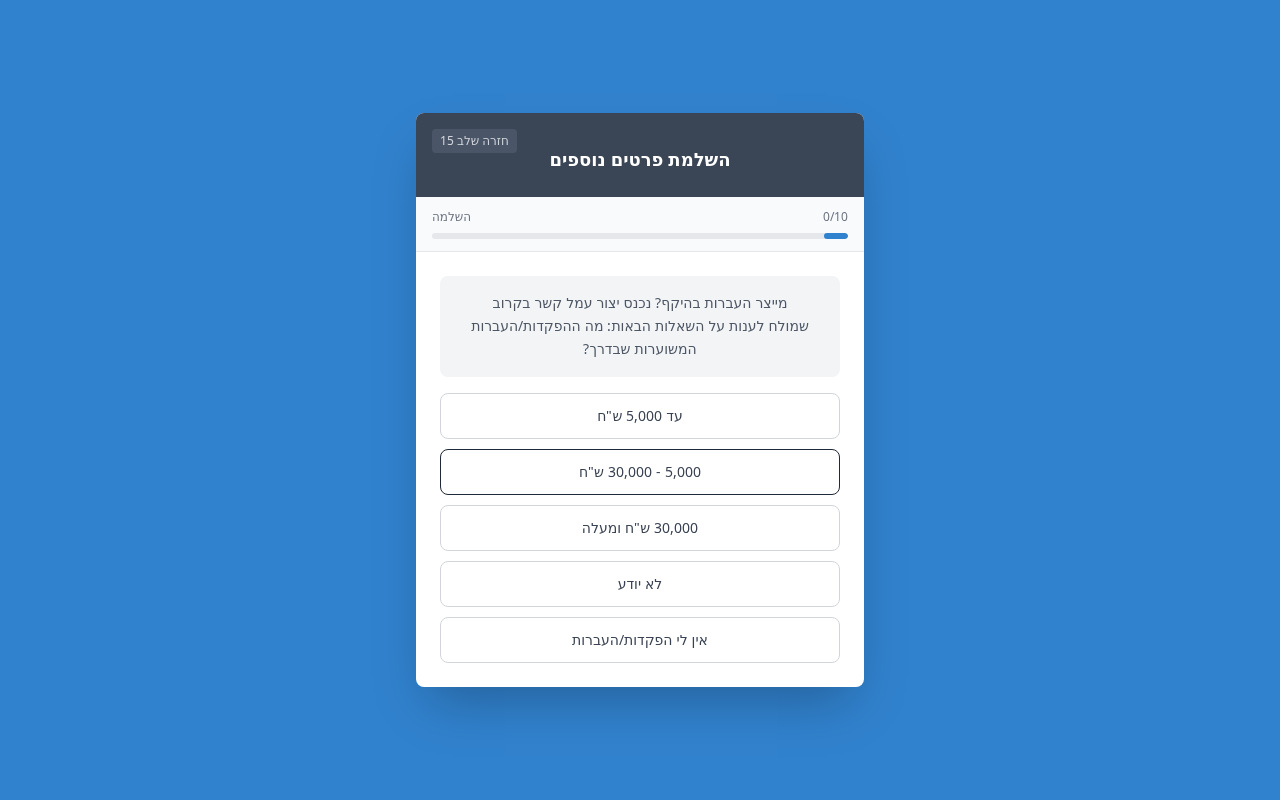 חזרה שלב 15
השלמת פרטים נוספים
0/10
השלמה
מייצר העברות בהיקף? נכנס יצור עמל קשר בקרוב
שמולח לענות על השאלות הבאות: מה ההפקדות/העברות
המשוערות שבדרך?
עד 5,000 ש"ח
5,000 - 30,000 ש"ח
30,000 ש"ח ומעלה
לא יודע
אין לי הפקדות/העברות